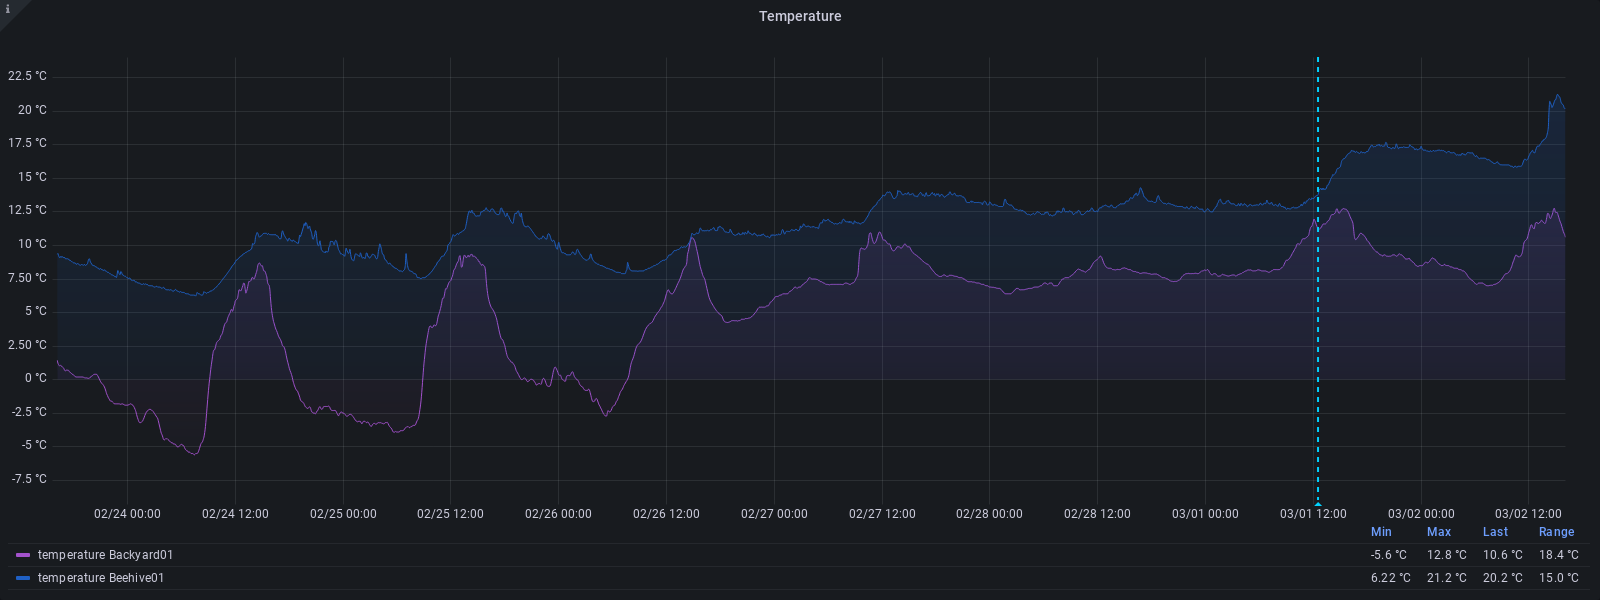 i
Temperature
22.5 °C
20 °C
17.5 °C
15 °C
12.5 °C
10 °C
7.50 °C
5 °C
2.50 °C
0 °C
-2.5 °C
-5 °C
-7.5 °C
02/24 00:00 02/24 12:00 02/25 00:00 02/25 12:00 02/26 00:00 02/26 12:00 02/27 00:00 02/27 12:00 02/28 00:00 02/28 12:00 03/01 00:00 03/01 12:00 03/02 00:00 03/02 12:00
Min Max Last Range
temperature Backyard01 -5.6 °C 12.8 °C 10.6 °C 18.4 °C
temperature Beehive01 6.22 °C 21.2 °C 20.2 °C 15.0 °C